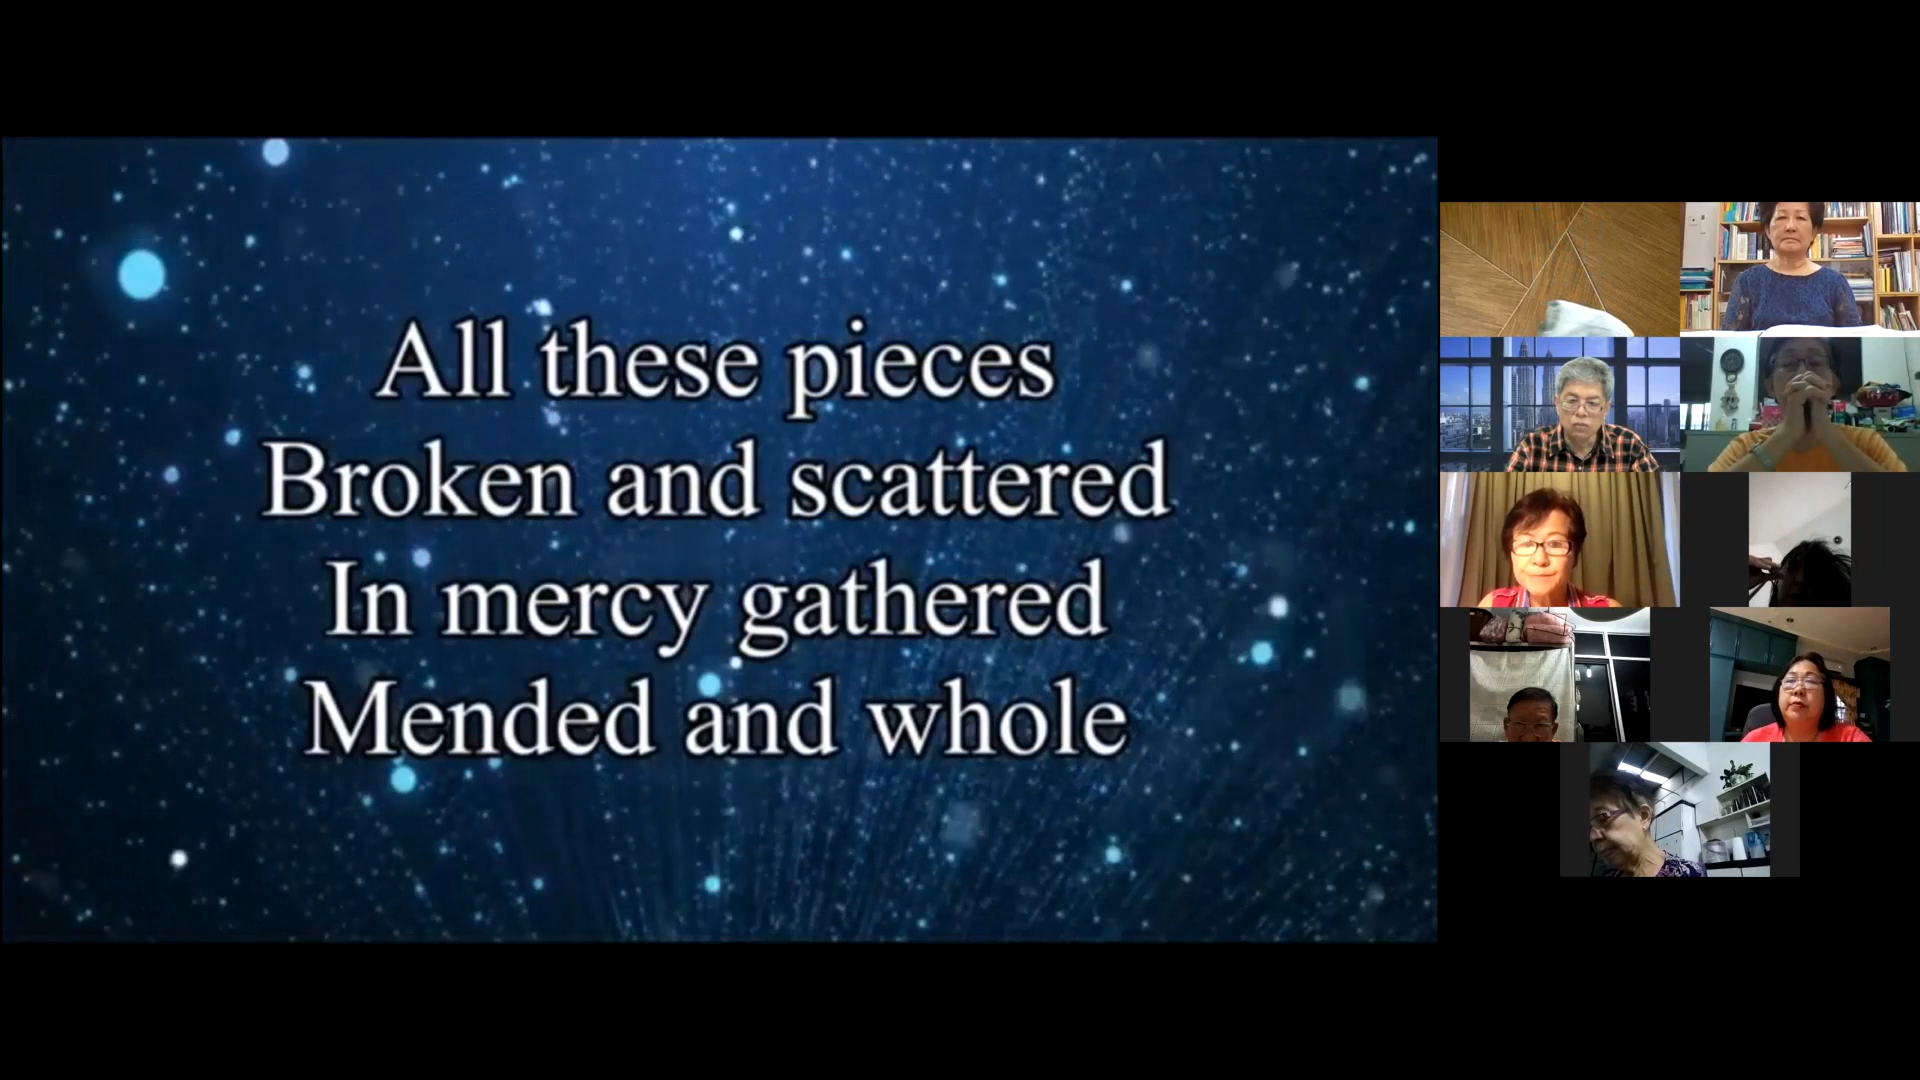 All these pieces
Broken and scattered
In mercy gathered
Mended and whole